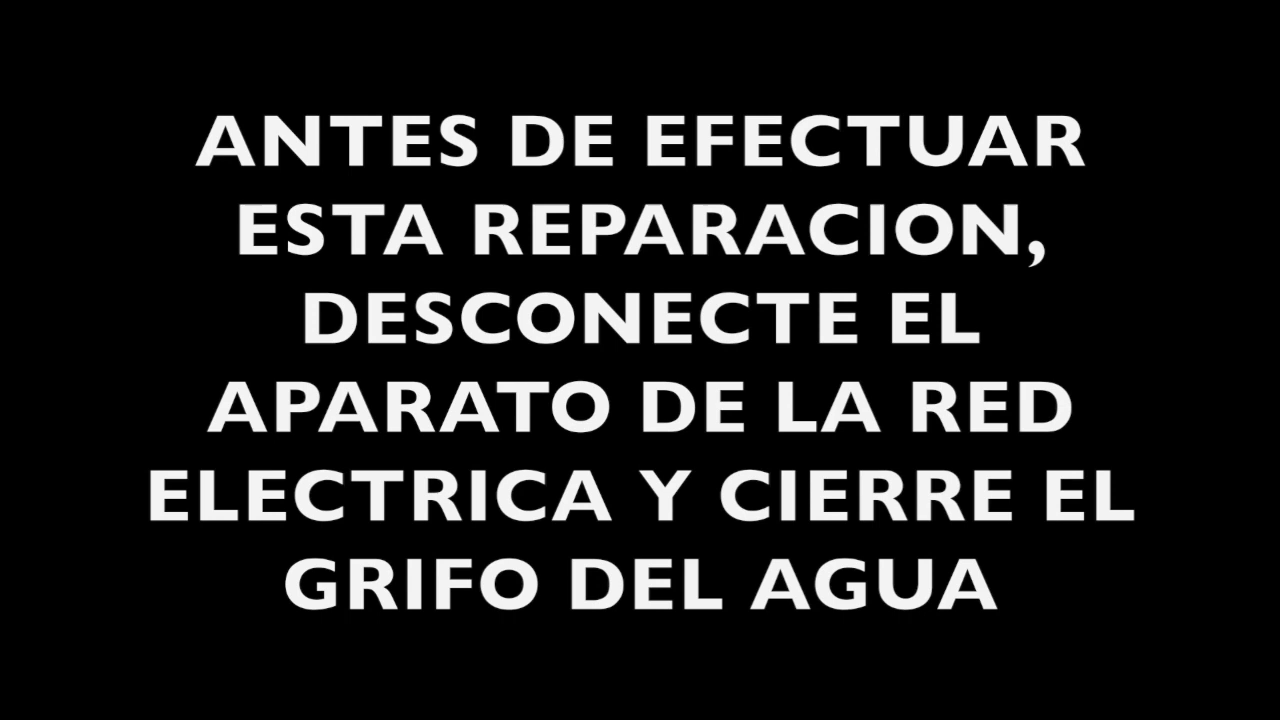 ANTES DE EFECTUAR
ESTA REPARACION,
DESCONECTE EL
APARATO DE LA RED
ELECTRICA Y CIERRE EL
GRIFO DEL AGUA